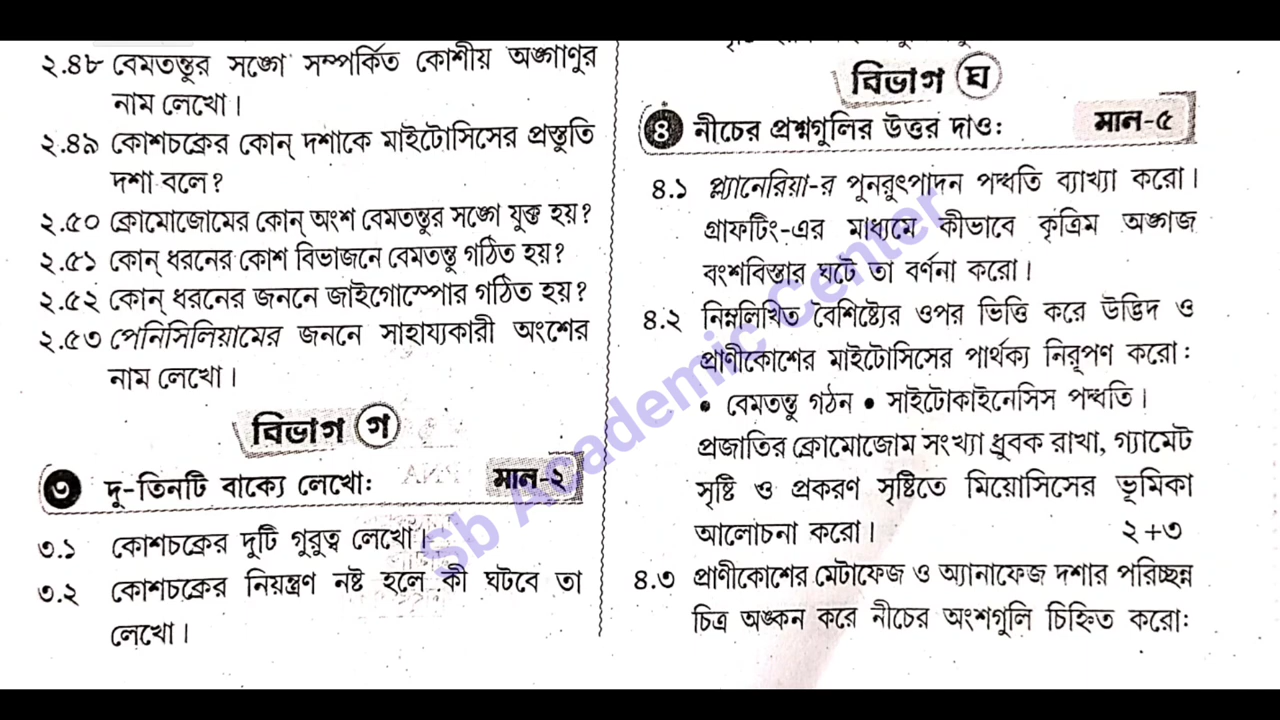 ২.৪৮ বেমতন্তুর সঙ্গে সম্পর্কিত কোশীয় অঙ্গাণুর
নাম লেখো।
২.৪৯ কোশচক্রের কোন্ দশাকে মাইটোসিসের প্রস্তুতি
দশা বলে?
২.৫০ ক্রোমোজোমের কোন্ অংশ বেমতন্তুর সঙ্গে যুক্ত হয়?
২.৫১ কোন্ ধরনের কোশ বিভাজনে বেমতন্তু গঠিত হয়?
২.৫২ কোন্ ধরনের জননে জাইগোস্পোর গঠিত হয়?
২.৫৩ পেনিসিলিয়ামের জননে সাহায্যকারী অংশের
নাম লেখো।
বিভাগ গ
৩ দু-তিনটি বাক্যে লেখো: মান-২
৩.১ কোশচক্রের দুটি গুরুত্ব লেখো।
৩.২ কোশচক্রের নিয়ন্ত্রণ নষ্ট হলে কী ঘটবে তা
লেখো।
বিভাগ ঘ
৪ নীচের প্রশ্নগুলির উত্তর দাও: মান-৫
৪.১ প্ল্যানেরিয়া-র পুনরুৎপাদন পদ্ধতি ব্যাখ্যা করো।
গ্রাফটিং-এর মাধ্যমে কীভাবে কৃত্রিম অঙ্গজ
বংশবিস্তার ঘটে তা বর্ণনা করো।
৪.২ নিম্নলিখিত বৈশিষ্ট্যের ওপর ভিত্তি করে উদ্ভিদ ও
প্রাণীকোশের মাইটোসিসের পার্থক্য নিরূপণ করো:
• বেমতন্তু গঠন • সাইটোকাইনেসিস পদ্ধতি।
প্রজাতির ক্রোমোজোম সংখ্যা ধ্রুবক রাখা, গ্যামেট
সৃষ্টি ও প্রকরণ সৃষ্টিতে মিয়োসিসের ভূমিকা
আলোচনা করো। ২+৩
৪.৩ প্রাণীকোশের মেটাফেজ ও অ্যানাফেজ দশার পরিচ্ছন্ন
চিত্র অঙ্কন করে নীচের অংশগুলি চিহ্নিত করো:
Sb Academic Center